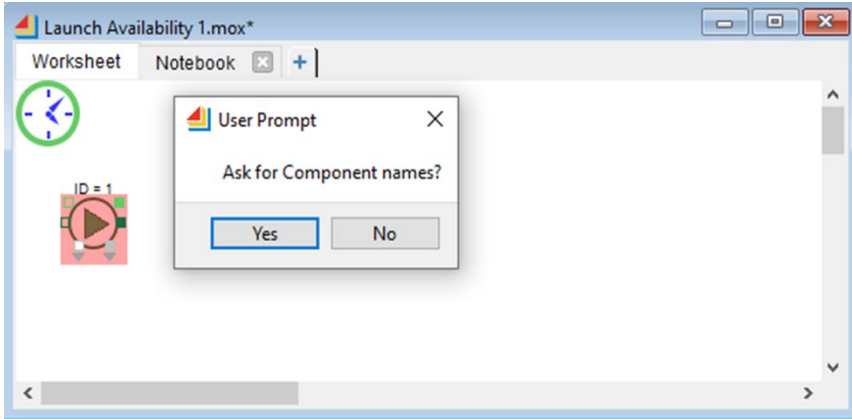 Launch Availability 1.mox*
Worksheet Notebook +
User Prompt
ID = 1
Ask for Component names?
Yes No